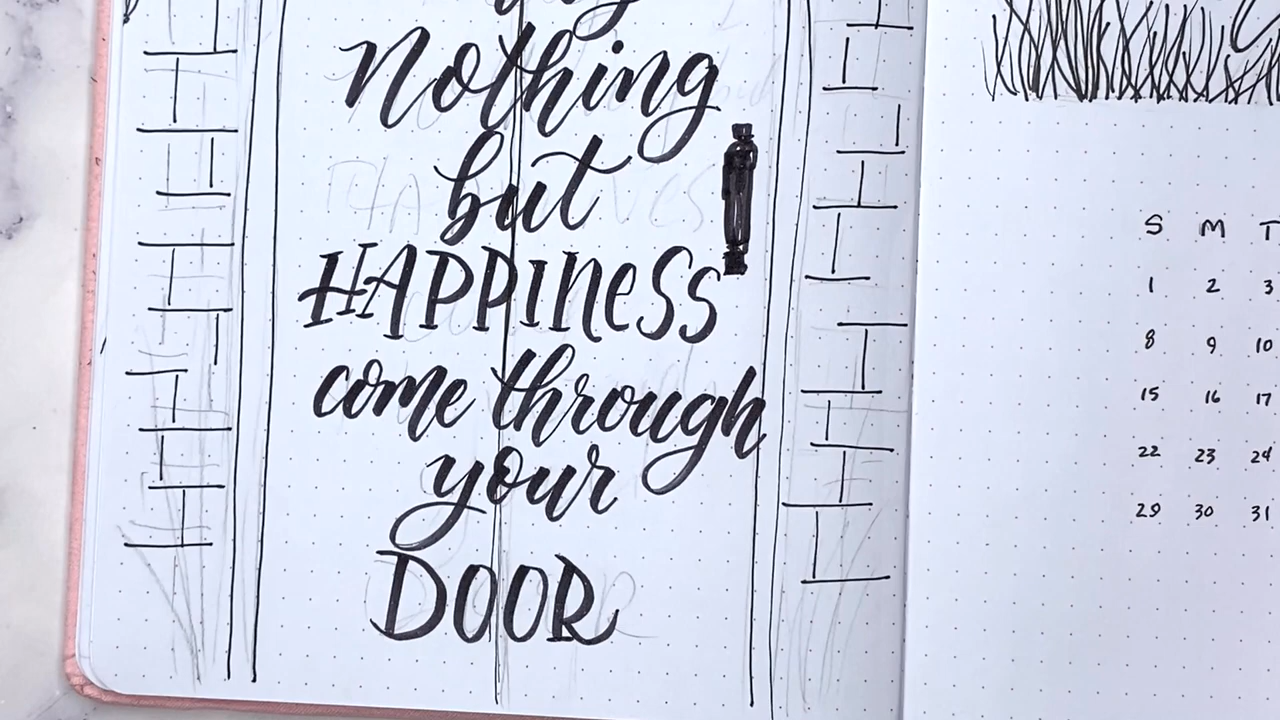 Nothing
but
HAPPINESS
come through
your
DOOR
S M T
1 2 3
8 9 10
15 16 17
22 23 24
29 30 31